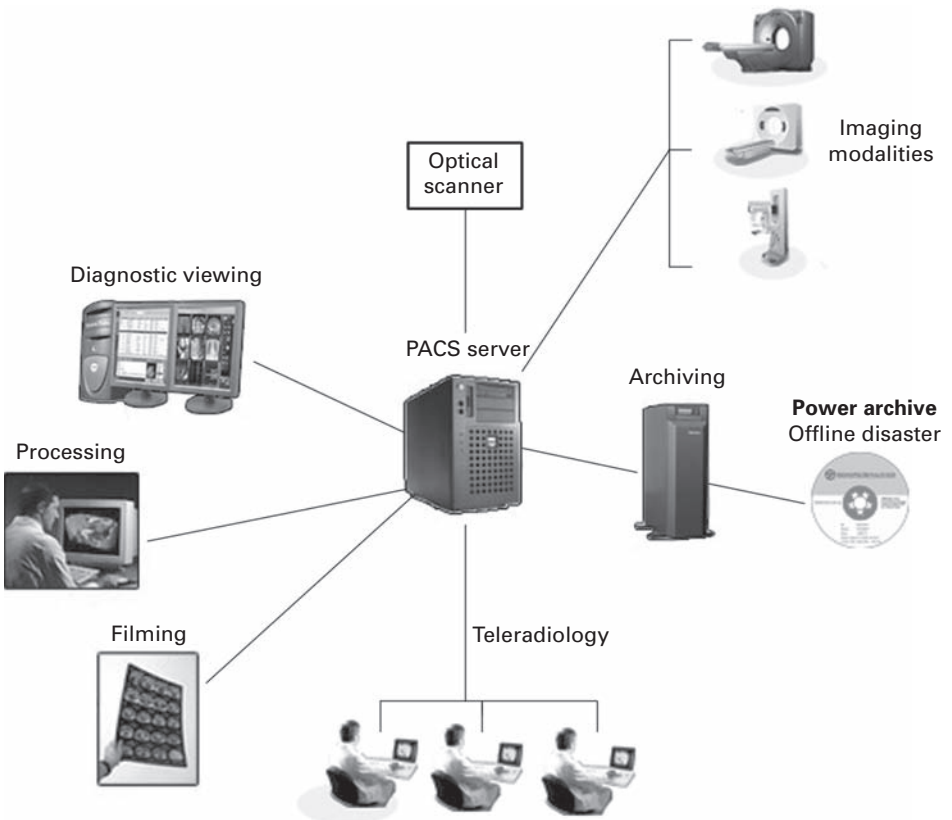 Optical
scanner
Imaging
modalities
Diagnostic viewing
PACS server
Archiving
Power archive
Offline disaster
Processing
Filming
Teleradiology